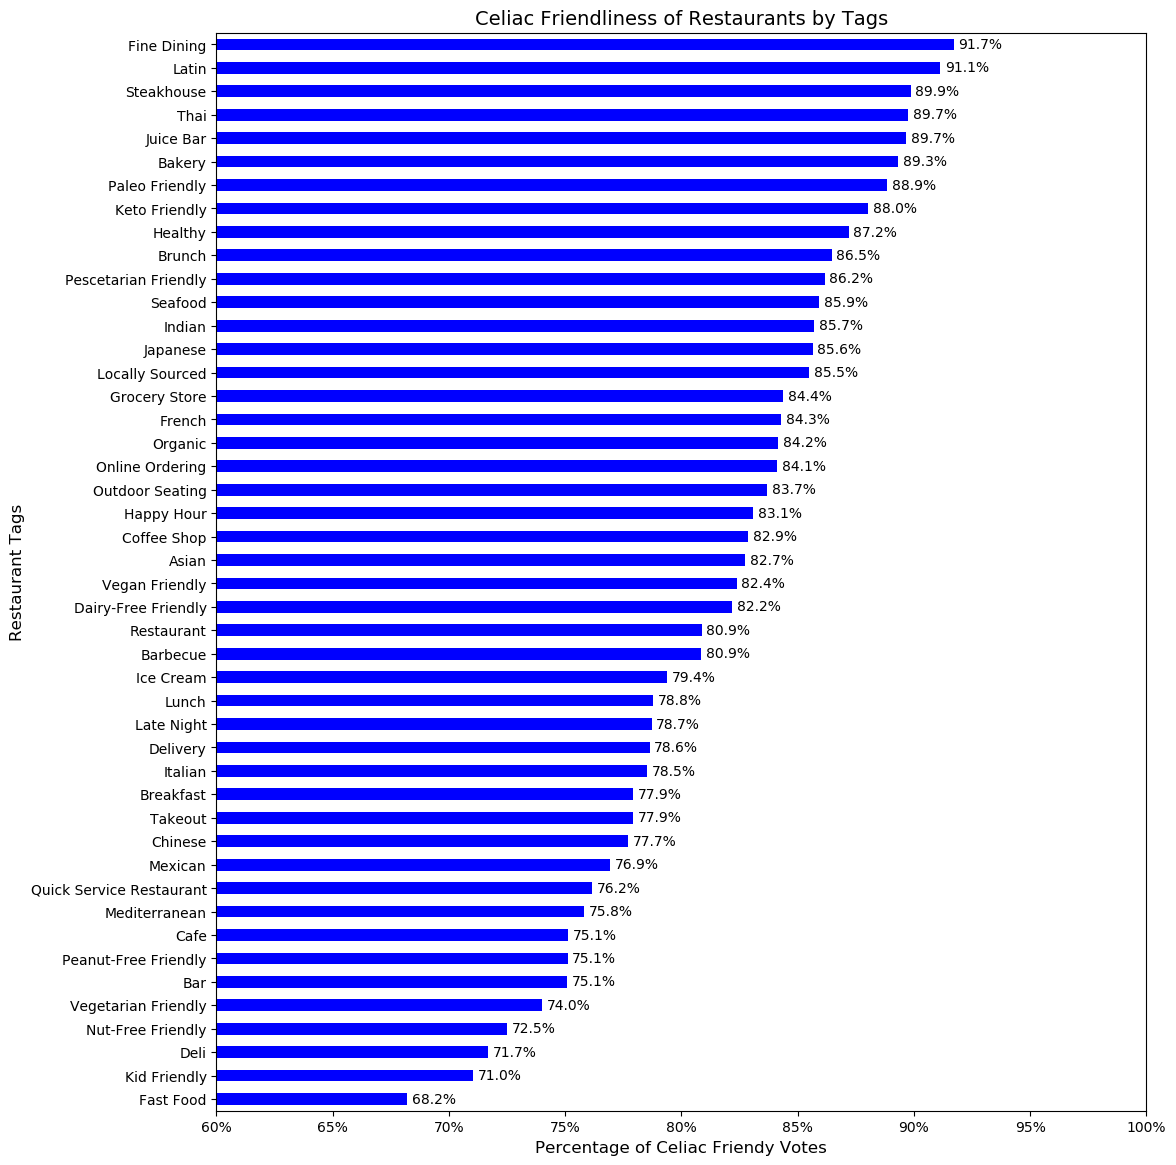 Celiac Friendliness of Restaurants by Tags
Fine Dining 91.7%
Latin 91.1%
Steakhouse 89.9%
Thai 89.7%
Juice Bar 89.7%
Bakery 89.3%
Paleo Friendly 88.9%
Keto Friendly 88.0%
Healthy 87.2%
Brunch 86.5%
Pescetarian Friendly 86.2%
Seafood 85.9%
Indian 85.7%
Japanese 85.6%
Locally Sourced 85.5%
Grocery Store 84.4%
French 84.3%
Organic 84.2%
Online Ordering 84.1%
Outdoor Seating 83.7%
Happy Hour 83.1%
Coffee Shop 82.9%
Asian 82.7%
Vegan Friendly 82.4%
Dairy-Free Friendly 82.2%
Restaurant 80.9%
Barbecue 80.9%
Ice Cream 79.4%
Lunch 78.8%
Late Night 78.7%
Delivery 78.6%
Italian 78.5%
Breakfast 77.9%
Takeout 77.9%
Chinese 77.7%
Mexican 76.9%
Quick Service Restaurant 76.2%
Mediterranean 75.8%
Cafe 75.1%
Peanut-Free Friendly 75.1%
Bar 75.1%
Vegetarian Friendly 74.0%
Nut-Free Friendly 72.5%
Deli 71.7%
Kid Friendly 71.0%
Fast Food 68.2%
Restaurant Tags
60% 65% 70% 75% 80% 85% 90% 95% 100%
Percentage of Celiac Friendy Votes